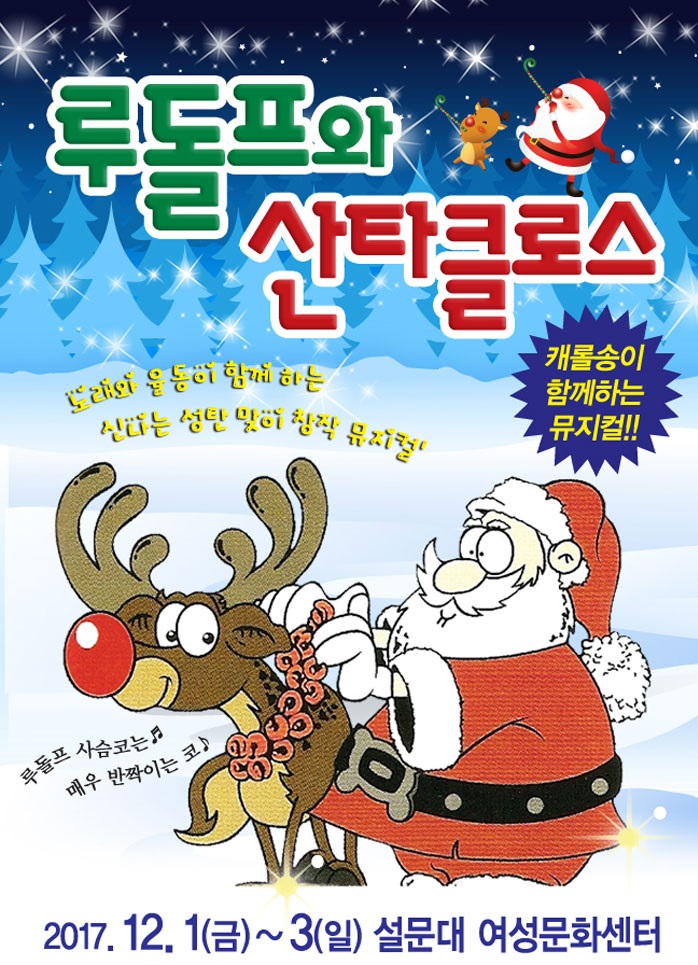 루돌프와
산타클로스
캐롤송이
함께하는
뮤지컬!!
노래와 율동이 함께 하는
신나는 성탄 맞이 창작 뮤지컬'
루돌프 사슴코는♬
매우 반짝이는 코♪
2017. 12. 1(금)~3(일) 설문대 여성문화센터